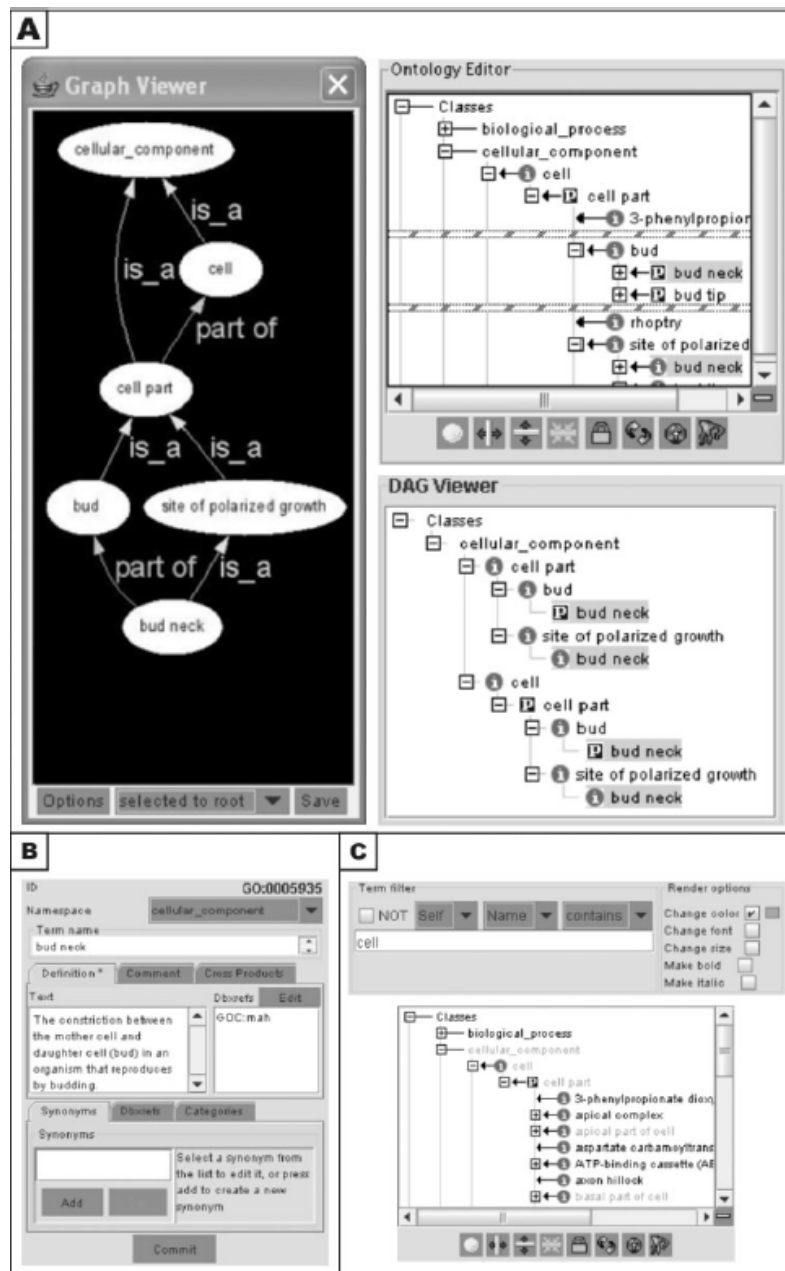 A
Graph Viewer
cellular_component
is_a
cell
is_a
part of
cell part
is_a
is_a
bud
site of polarized growth
part of
is_a
bud neck
Options
selected to root
Save
Ontology Editor
Classes
biological_process
cellular_component
cell
cell part
3-phenylpropion
bud
bud neck
bud tip
rhoptry
site of polarized
bud neck
DAG Viewer
Classes
cellular_component
cell part
bud
bud neck
site of polarized growth
bud neck
cell
cell part
bud
bud neck
site of polarized growth
bud neck
B
ID GO:0005935
Namespace cellular_component
Term name
bud neck
Definition* Comment Cross Products
Text Dbxrefs Edit
The constriction between
the mother cell and
daughter cell (bud) in an
organism that reproduces
by budding.
GOC:mah
Synonyms Dbxrefs Categories
Synonyms
Select a synonym from
the list to edit it, or press
add to create a new
synonym
Add
Commit
C
Term filter
NOT Self Name contains
cell
Render options
Change color
Change font
Change size
Make bold
Make italic
Classes
biological_process
cellular_component
cell
cell part
3-phenylpropionate diox
apical complex
apical part of cell
aspartate carbamoyltrans
ATP-binding cassette (AB
axon hillock
basal part of cell